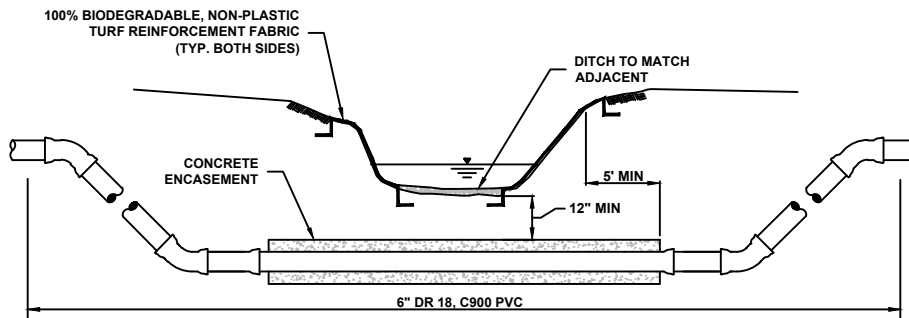 100% BIODEGRADABLE, NON-PLASTIC
TURF REINFORCEMENT FABRIC
(TYP. BOTH SIDES)
DITCH TO MATCH
ADJACENT
CONCRETE
ENCASEMENT
5' MIN
12" MIN
6" DR 18, C900 PVC